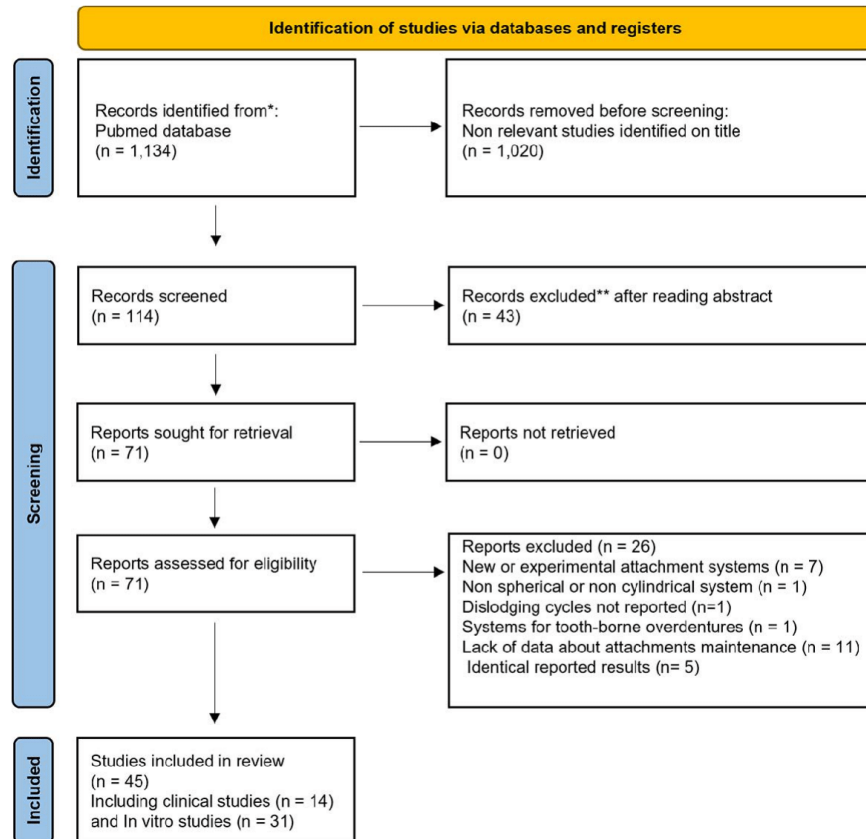 Identification of studies via databases and registers
Identification
Records identified from*:
Pubmed database
(n = 1,134)
Records removed before screening:
Non relevant studies identified on title
(n = 1,020)
Screening
Records screened
(n = 114)
Records excluded** after reading abstract
(n = 43)
Reports sought for retrieval
(n = 71)
Reports not retrieved
(n = 0)
Reports assessed for eligibility
(n = 71)
Reports excluded (n = 26)
New or experimental attachment systems (n = 7)
Non spherical or non cylindrical system (n = 1)
Dislodging cycles not reported (n=1)
Systems for tooth-borne overdentures (n = 1)
Lack of data about attachments maintenance (n = 11)
Identical reported results (n= 5)
Included
Studies included in review
(n = 45)
Including clinical studies (n = 14)
and In vitro studies (n = 31)